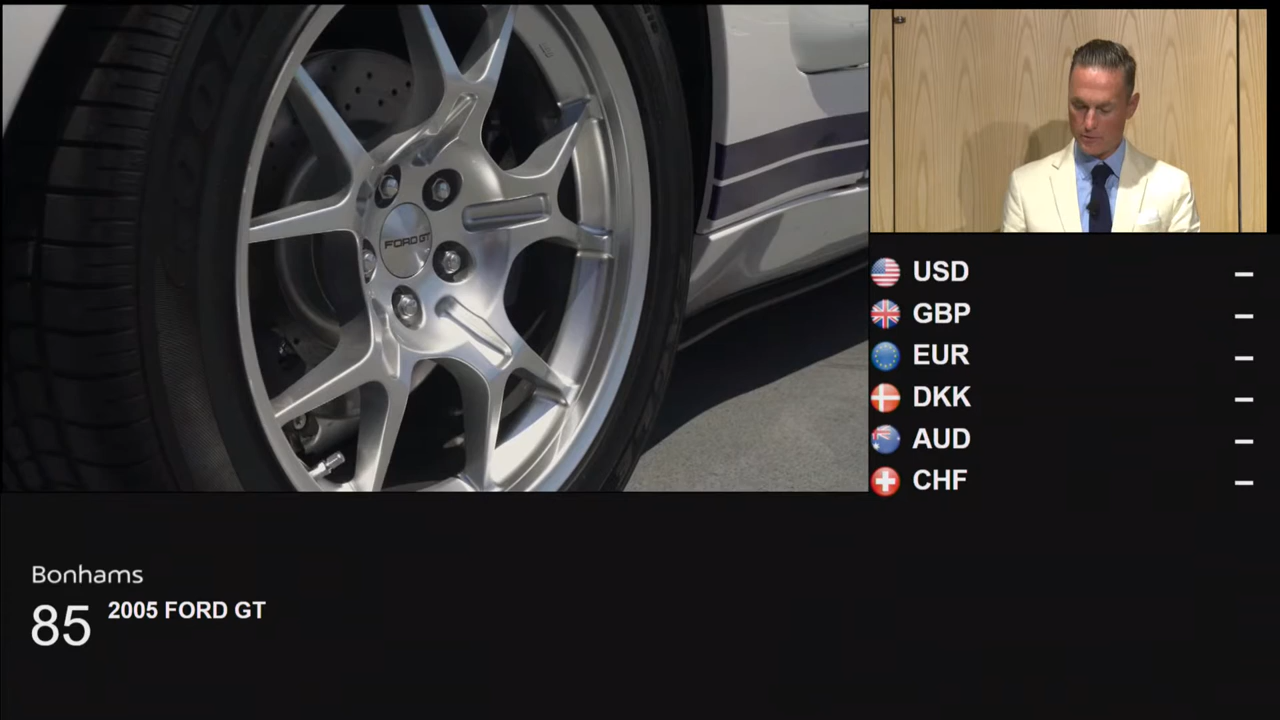 FORD GT
USD –
GBP –
EUR –
DKK –
AUD –
CHF –
Bonhams
85 2005 FORD GT